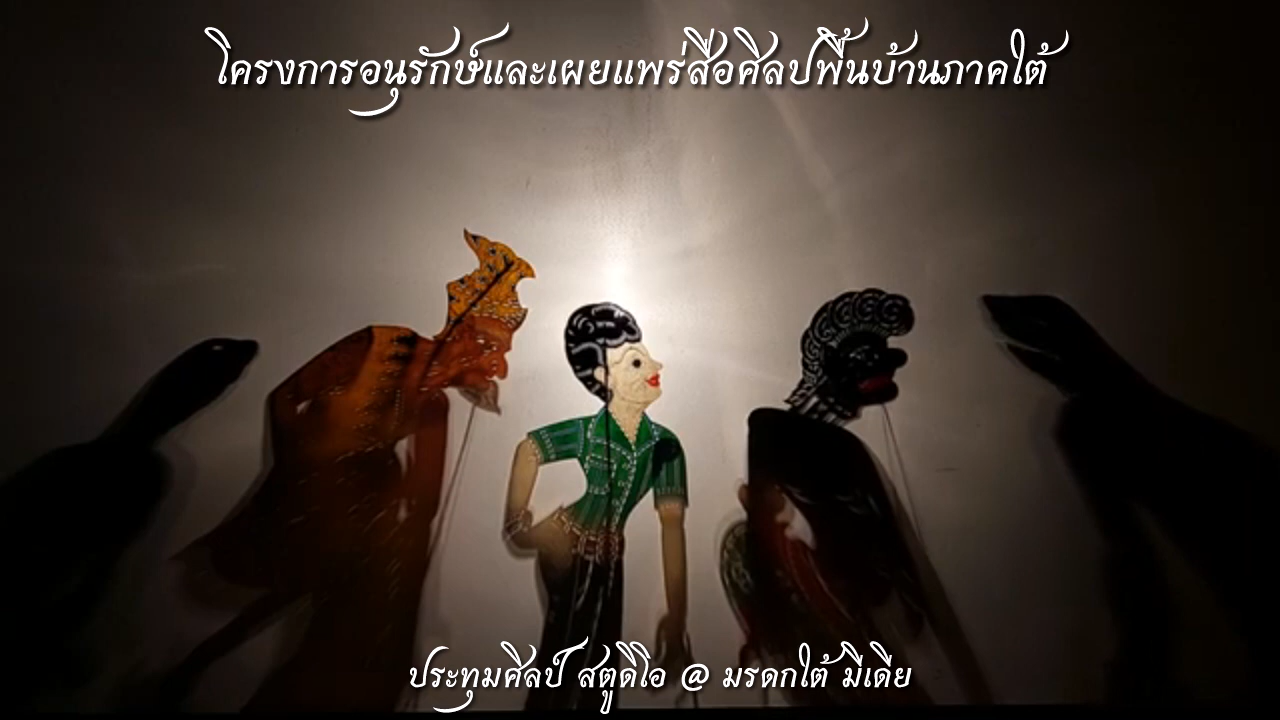 โครงการอนุรักษ์และเผยแพร่สื่อศิลปพื้นบ้านภาคใต้
ประทุมศิลป์ สตูดิโอ @ มรดกใต้ มีเดีย